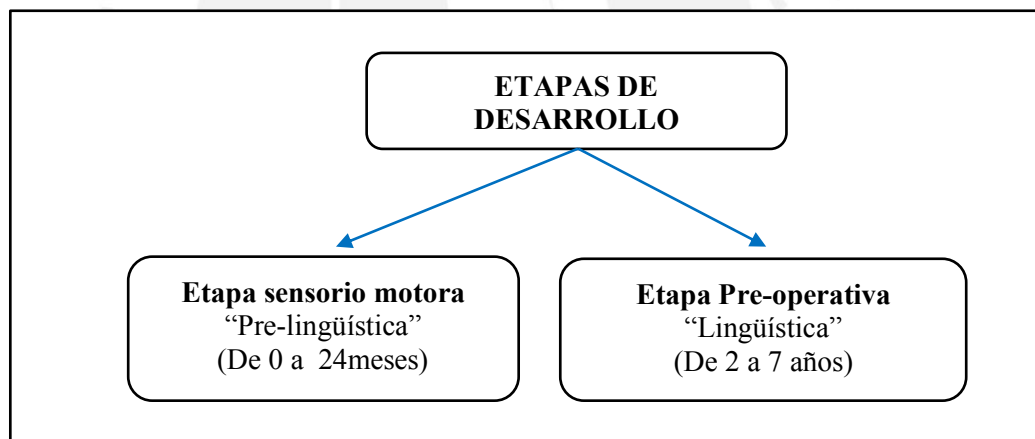 ETAPAS DE
DESARROLLO
Etapa sensorio motora
“Pre-lingüística”
(De 0 a  24meses)
Etapa Pre-operativa
“Lingüística”
(De 2 a 7 años)